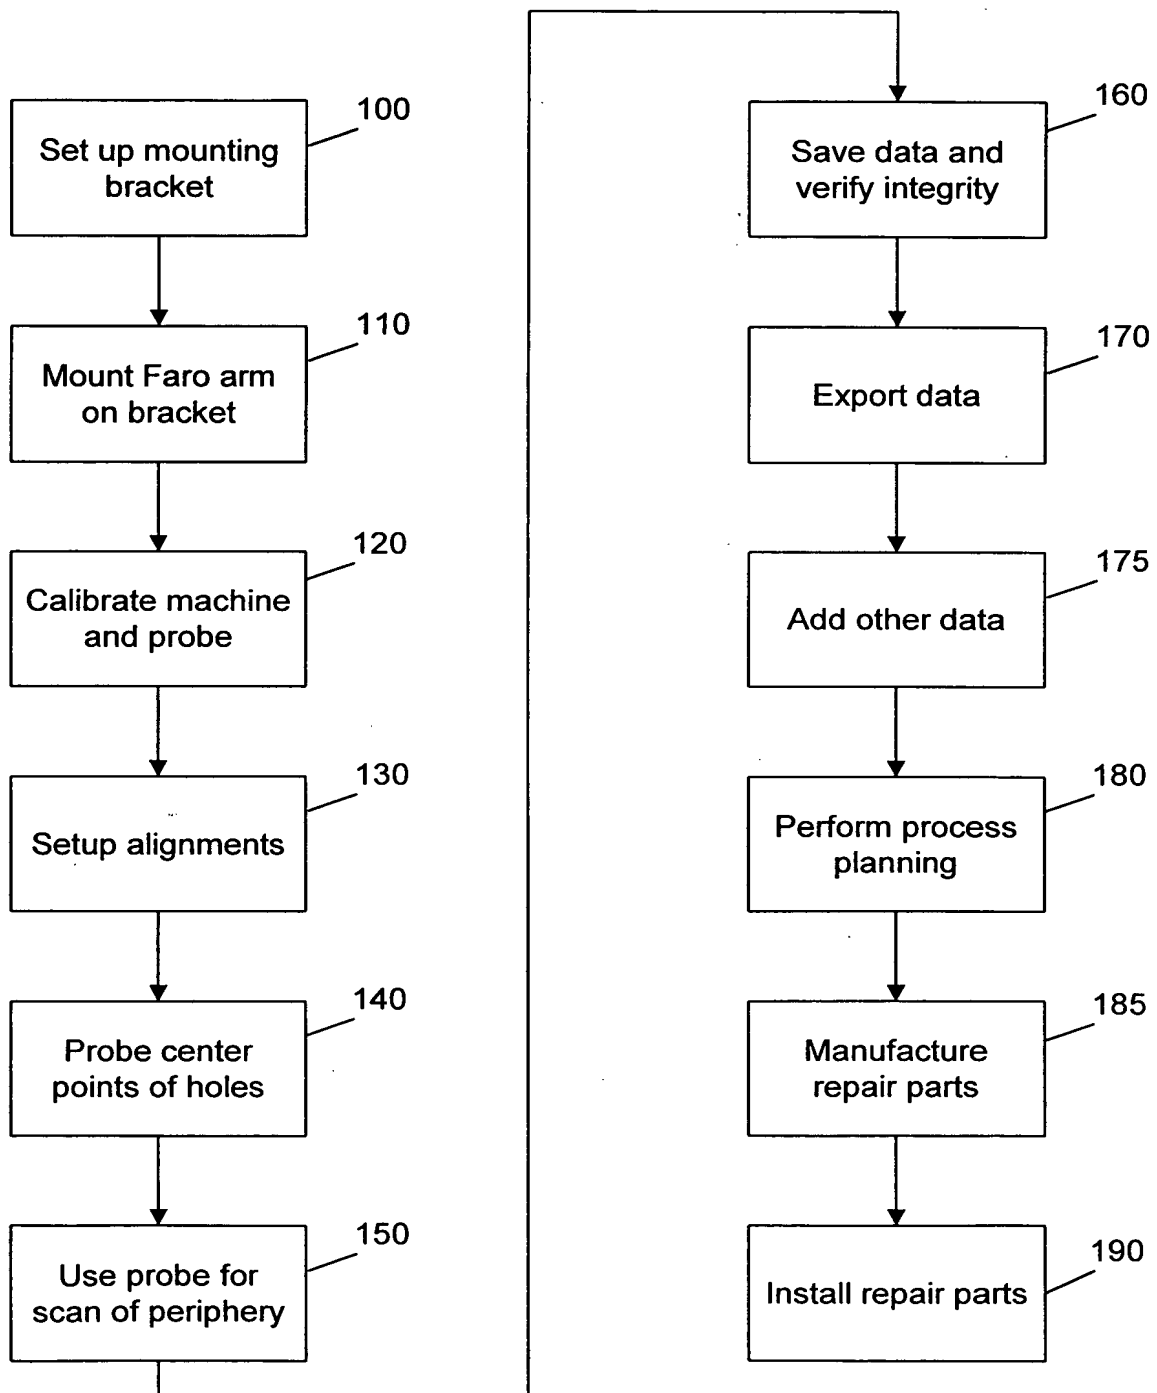 100
Set up mounting
bracket
110
Mount Faro arm
on bracket
120
Calibrate machine
and probe
130
Setup alignments
140
Probe center
points of holes
150
Use probe for
scan of periphery
160
Save data and
verify integrity
170
Export data
175
Add other data
180
Perform process
planning
185
Manufacture
repair parts
190
Install repair parts